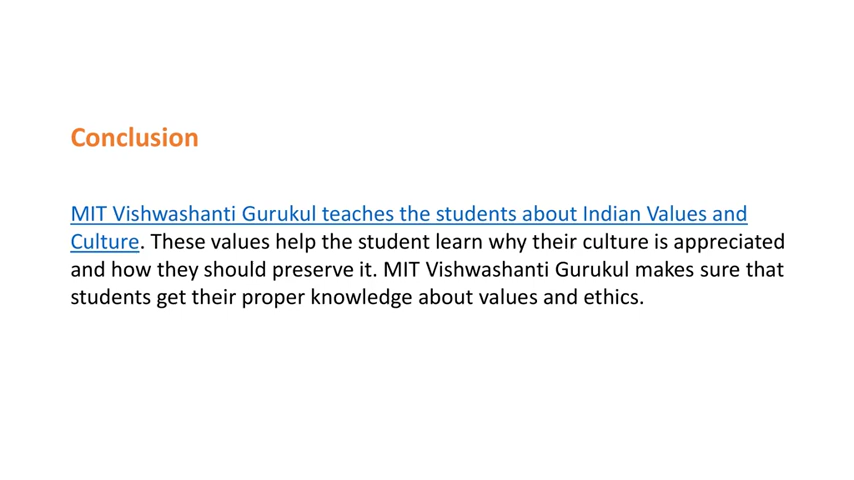 Conclusion
MIT Vishwashanti Gurukul teaches the students about Indian Values and
Culture. These values help the student learn why their culture is appreciated
and how they should preserve it. MIT Vishwashanti Gurukul makes sure that
students get their proper knowledge about values and ethics.